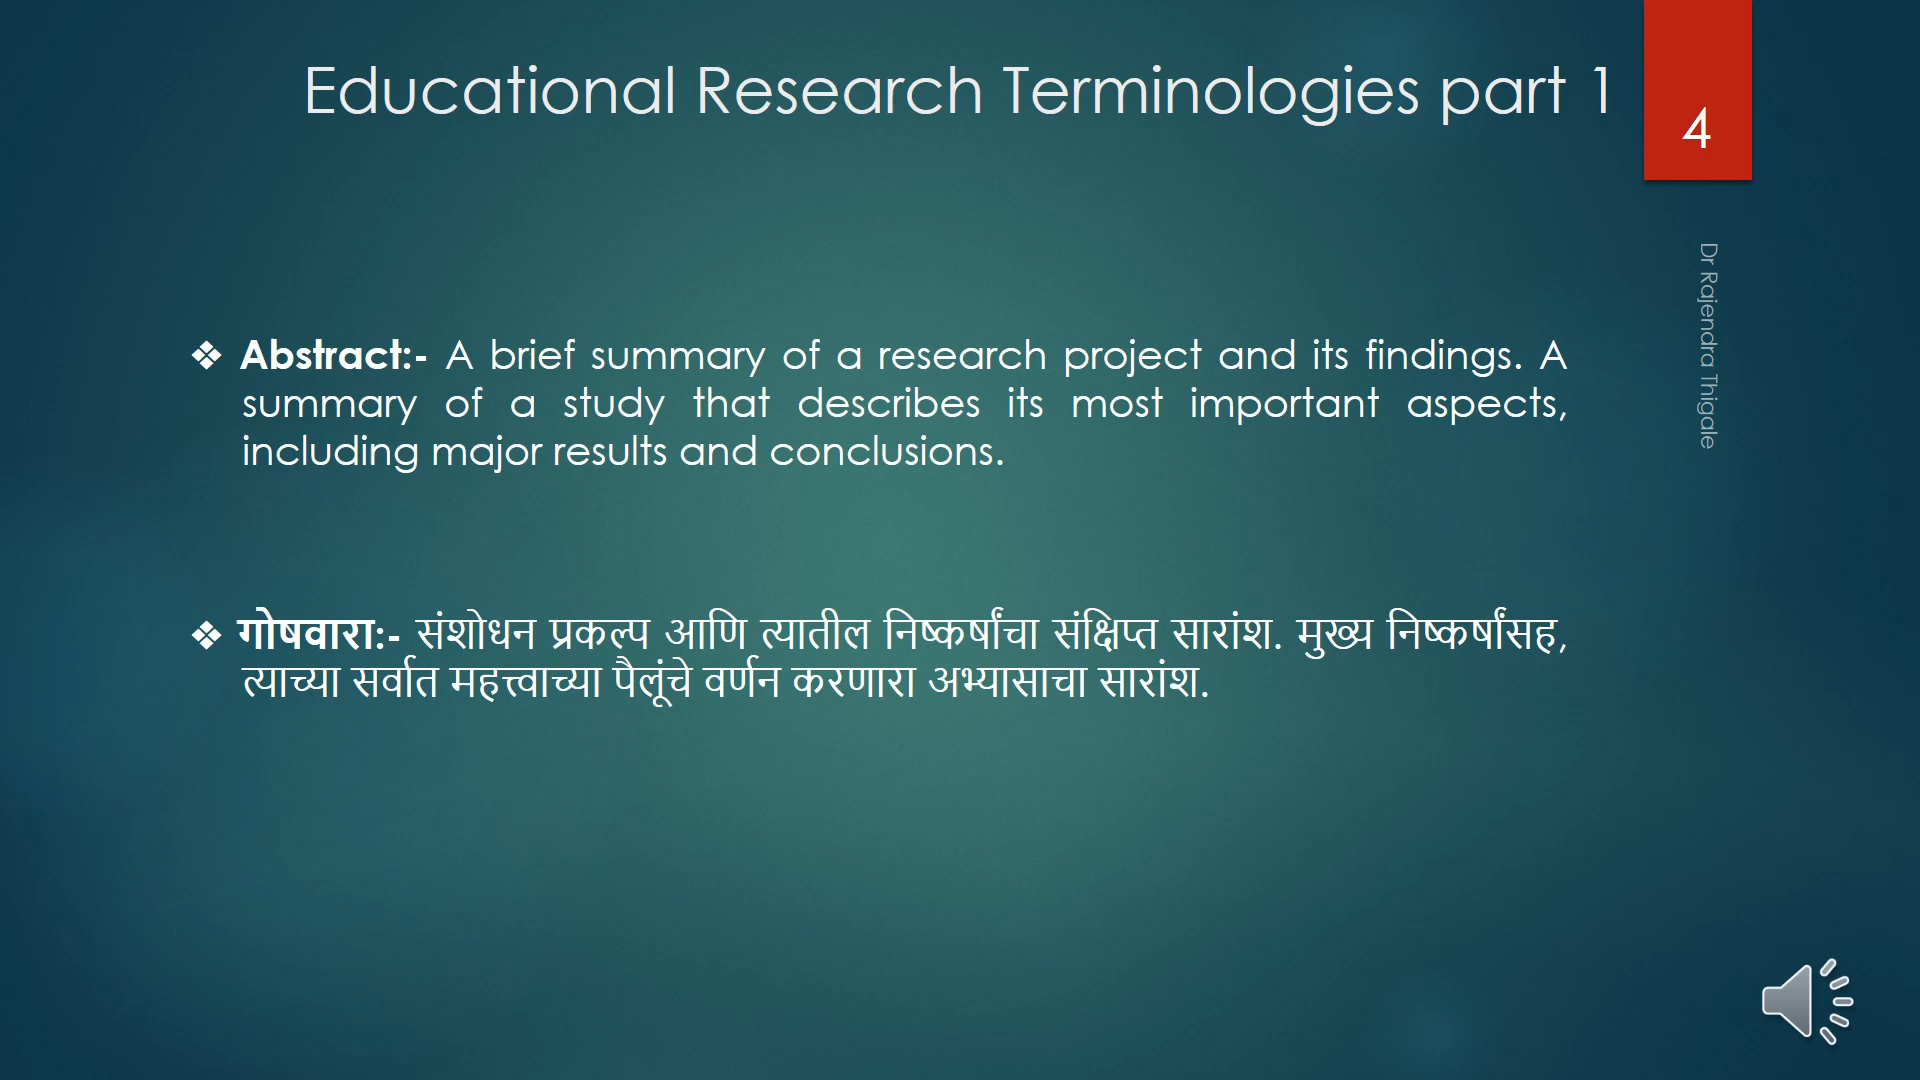 Educational Research Terminologies part 1
4
Dr Rajendra Thigale
❖ Abstract:- A brief summary of a research project and its findings. A
summary of a study that describes its most important aspects,
including major results and conclusions.
❖ गोषवारा:- संशोधन प्रकल्प आणि त्यातील निष्कर्षांचा संक्षिप्त सारांश. मुख्य निष्कर्षांसह,
त्याच्या सर्वात महत्त्वाच्या पैलूंचे वर्णन करणारा अभ्यासाचा सारांश.